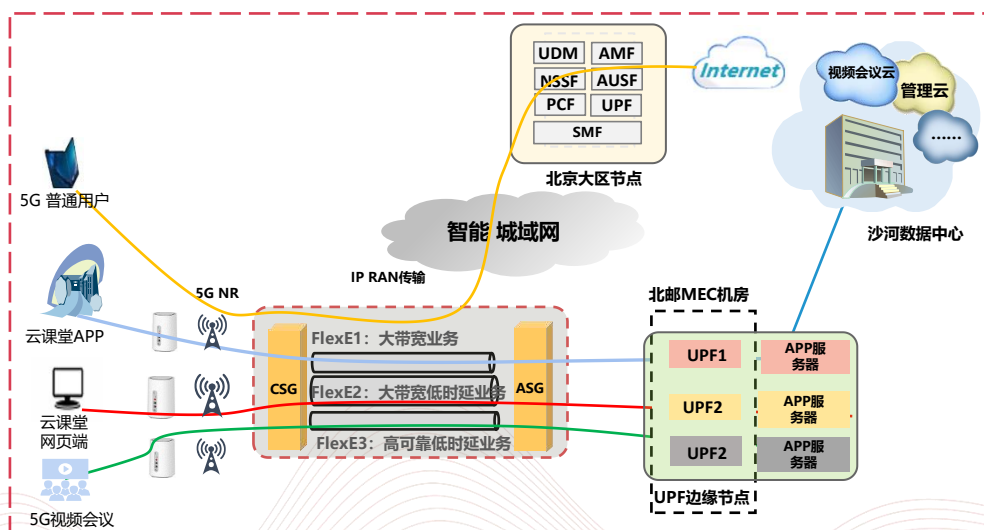 UDM
AMF
NSSF
AUSF
PCF
UPF
SMF
北京大区节点
Internet
视频会议云
管理云
······
沙河数据中心
5G 普通用户
智能 城域网
IP RAN传输
5G NR
云课堂APP
北邮MEC机房
FlexE1：大带宽业务
CSG
FlexE2：大带宽低时延业务
ASG
FlexE3：高可靠低时延业务
UPF1
APP服
务器
UPF2
APP服
务器
UPF2
APP服
务器
UPF边缘节点
云课堂
网页端
5G视频会议